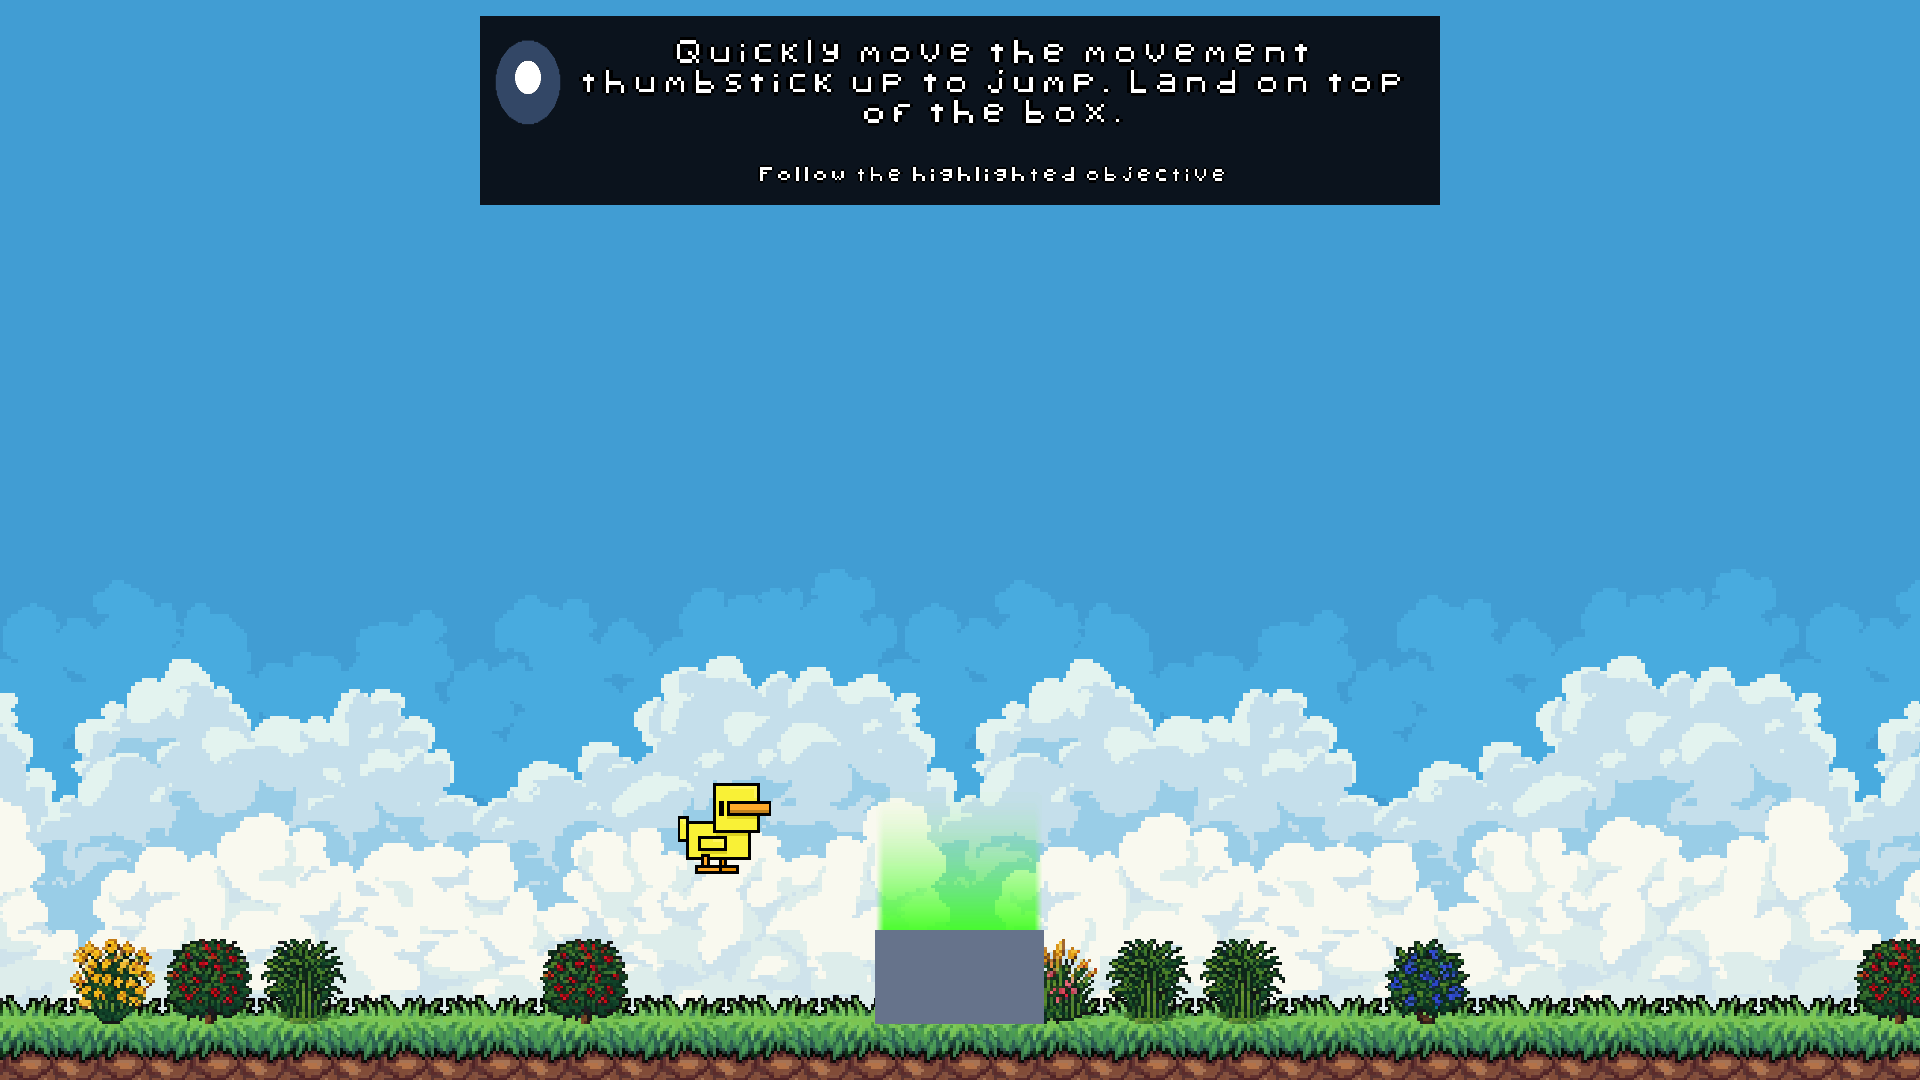 Quickly move the movement
thumbstick up to jump. Land on top
of the box.
Follow the highlighted objective